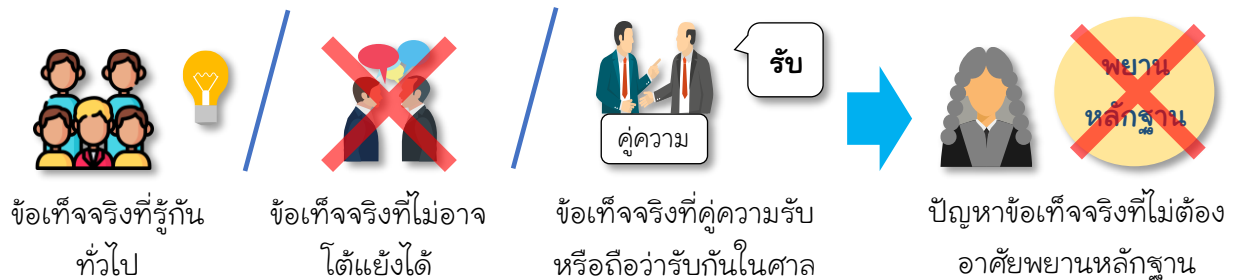 รับ
คู่ความ
พยาน
หลักฐาน
ข้อเท็จจริงที่รู้กัน
ทั่วไป
ข้อเท็จจริงที่ไม่อาจ
โต้แย้งได้
ข้อเท็จจริงที่คู่ความรับ
หรือถือว่ารับกันในศาล
ปัญหาข้อเท็จจริงที่ไม่ต้อง
อาศัยพยานหลักฐาน